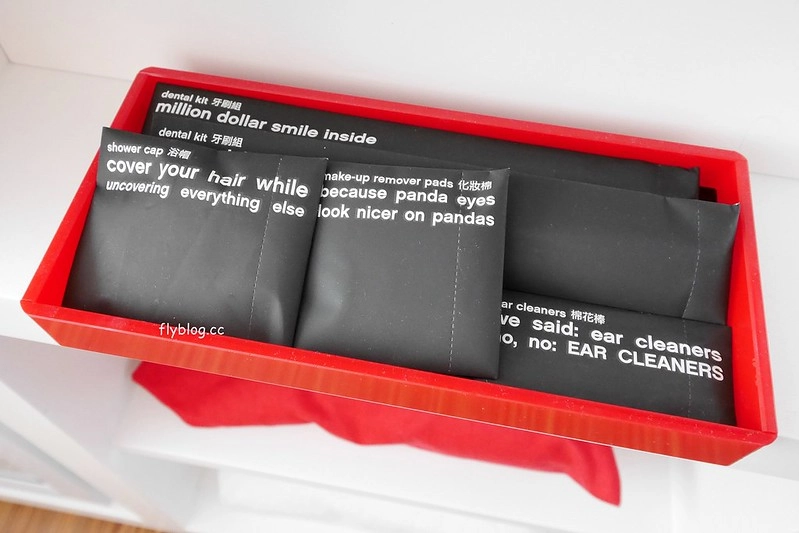 dental kit 牙刷組
million dollar smile inside
dental kit 牙刷組
shower cap 浴帽
cover your hair while
uncovering everything else
make-up remover pads 化妝棉
because panda eyes
look nicer on pandas
ear cleaners 棉花棒
we said: ear cleaners
no, no: EAR CLEANERS
flyblog.cc